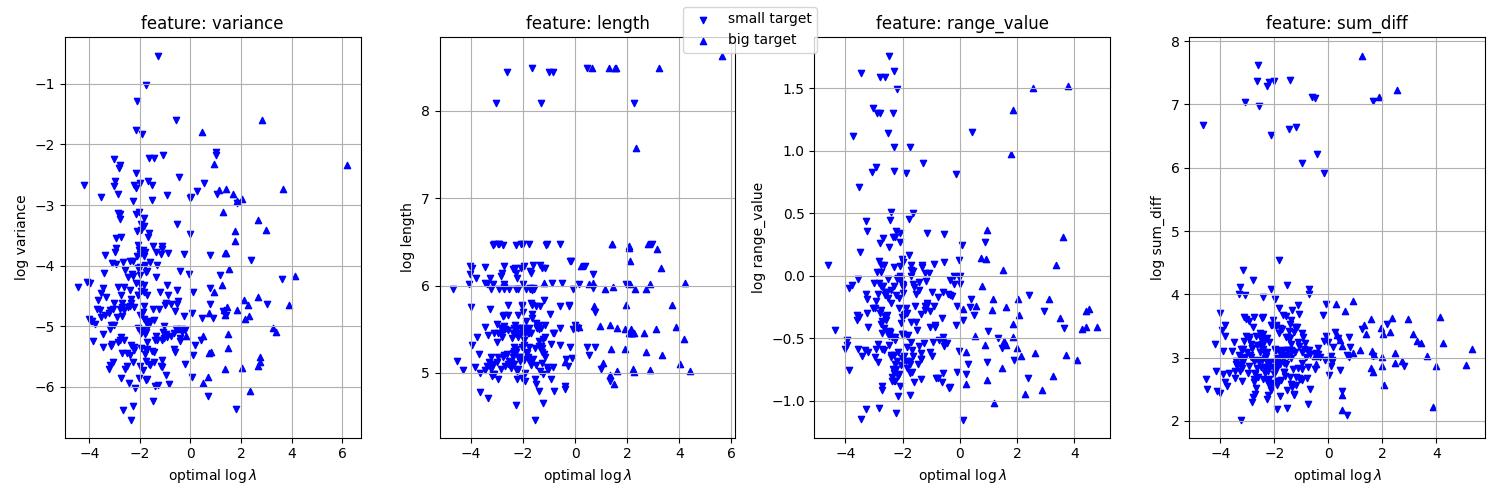 feature: variance
feature: length
feature: range_value
feature: sum_diff
small target
big target
log variance
−1
−2
−3
−4
−5
−6
−4 −2 0 2 4 6
optimal log λ
log length
8
7
6
5
−4 −2 0 2 4 6
optimal log λ
log range_value
1.5
1.0
0.5
0.0
−0.5
−1.0
−4 −2 0 2 4
optimal log λ
log sum_diff
8
7
6
5
4
3
2
−4 −2 0 2 4
optimal log λ